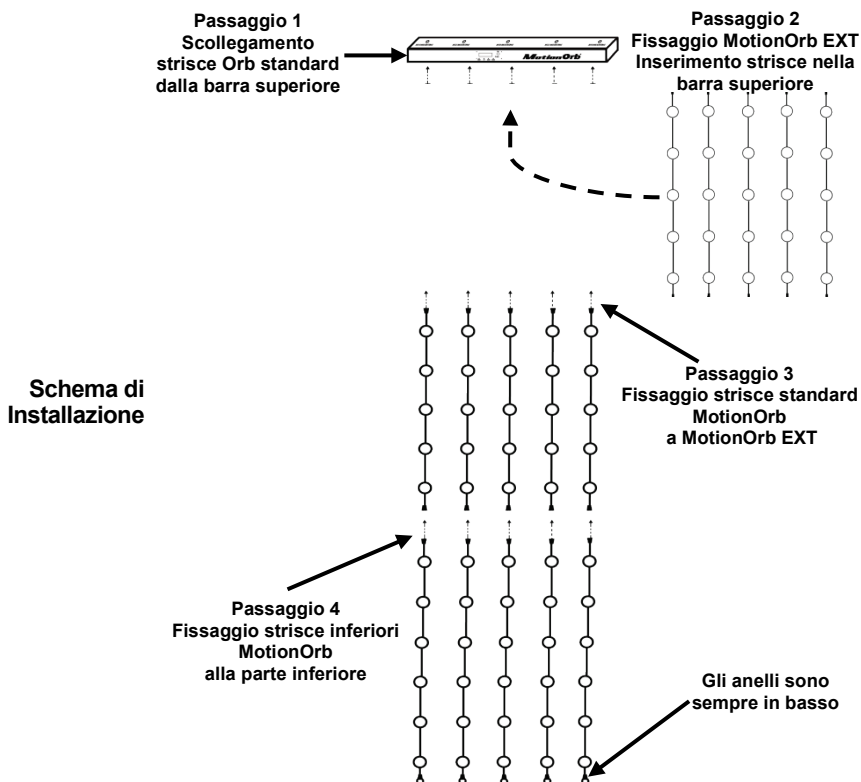 Passaggio 1
Scollegamento
strisce Orb standard
dalla barra superiore
MotionOrb
Passaggio 2
Fissaggio MotionOrb EXT
Inserimento strisce nella
barra superiore
Schema di
Installazione
Passaggio 3
Fissaggio strisce standard
MotionOrb
a MotionOrb EXT
Passaggio 4
Fissaggio strisce inferiori
MotionOrb
alla parte inferiore
Gli anelli sono
sempre in basso